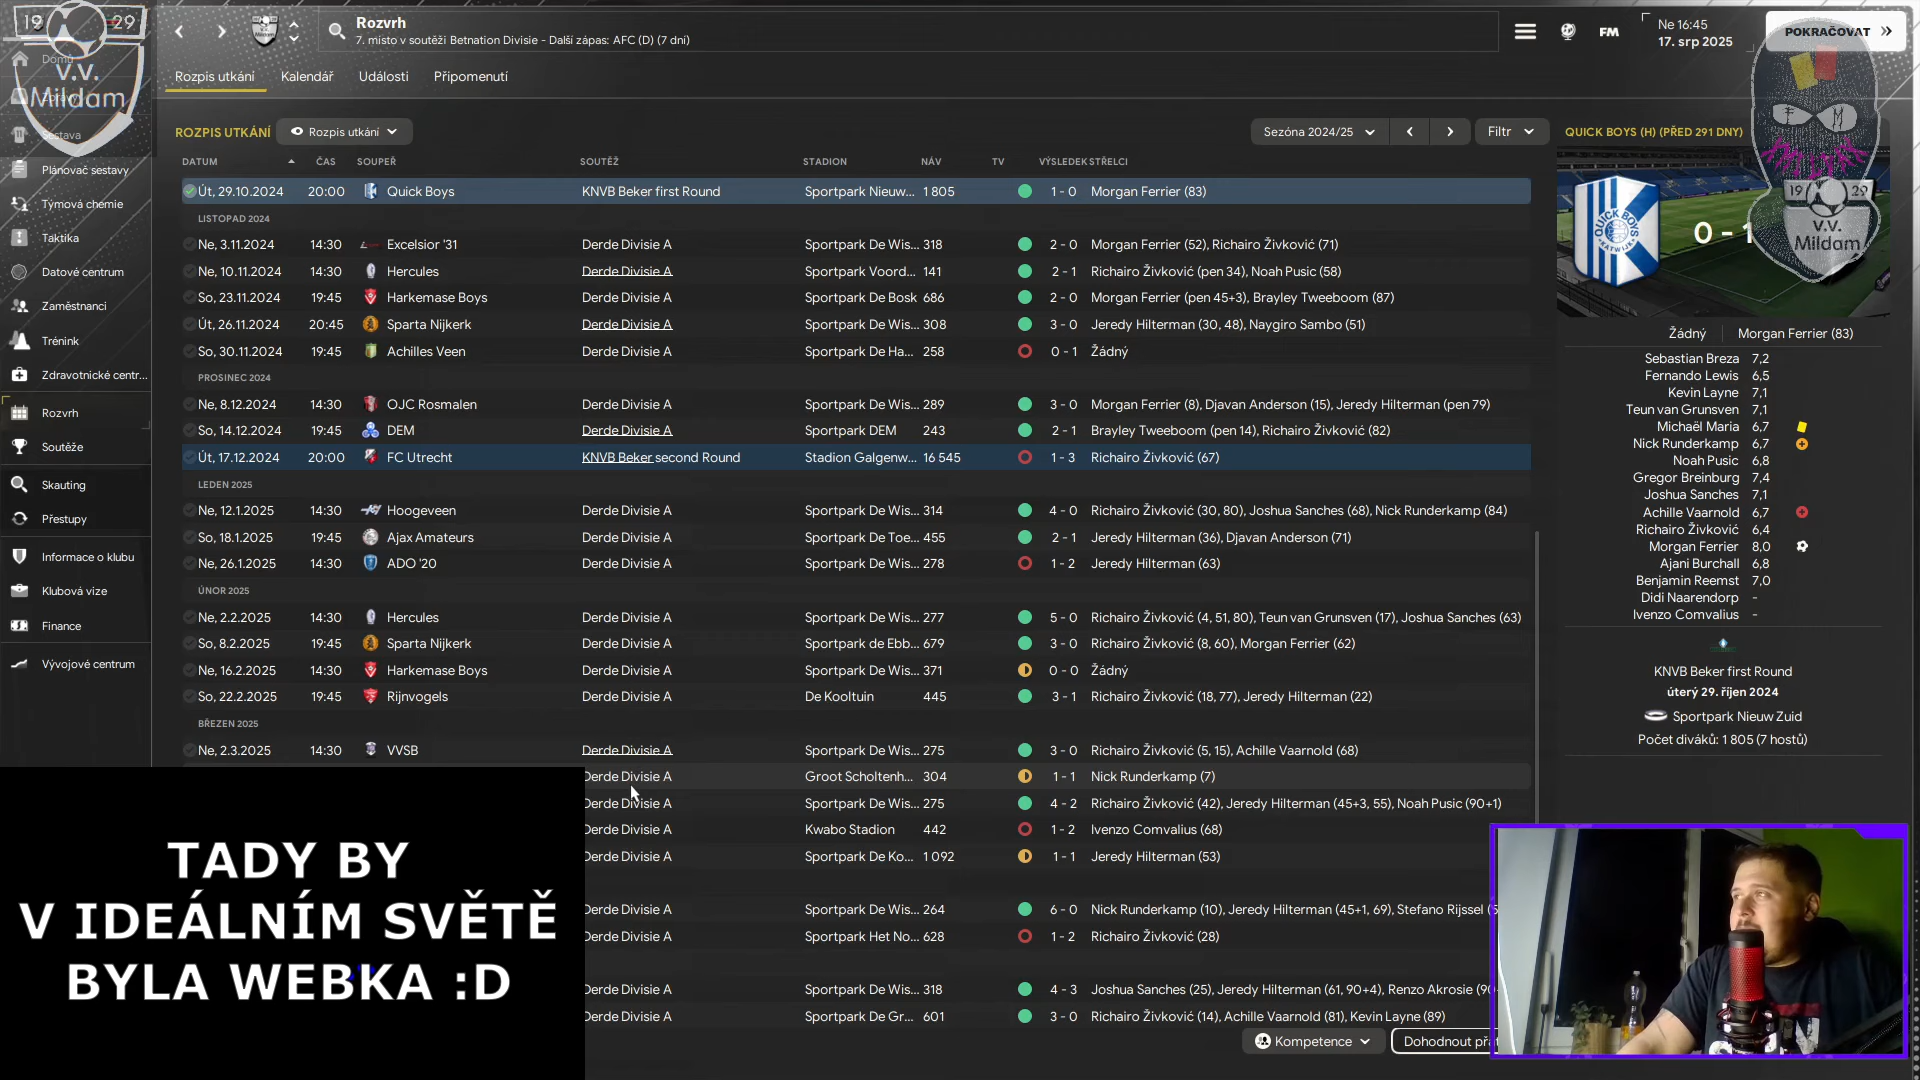 19 29
V.V.
Mildam
Rozvrh
7. místo v soutěži Betnation Divisie - Další zápas: AFC (D) (7 dní)
FM
Ne 16:45
17. srp 2025
POKRAČOVAT
Rozpis utkání
Kalendář
Události
Připomenutí
Domů
Sestava
Plánovač sestavy
Týmová chemie
Taktika
Datové centrum
Zaměstnanci
Trénink
Zdravotnické centr...
Rozvrh
Soutěže
Skauting
Přestupy
Informace o klubu
Klubová vize
Finance
Vývojové centrum
ROZPIS UTKÁNÍ
Rozpis utkání
Sezóna 2024/25
Filtr
DATUM ČAS SOUPEŘ SOUTĚŽ STADION NÁV TV VÝSLEDEK STŘELCI
Út, 29.10.2024 20:00 Quick Boys KNVB Beker first Round Sportpark Nieuw... 1 805 1 - 0 Morgan Ferrier (83)
LISTOPAD 2024
Ne, 3.11.2024 14:30 Excelsior '31 Derde Divisie A Sportpark De Wis... 318 2 - 0 Morgan Ferrier (52), Richairo Živković (71)
Ne, 10.11.2024 14:30 Hercules Derde Divisie A Sportpark Voord... 141 2 - 1 Richairo Živković (pen 34), Noah Pusic (58)
So, 23.11.2024 19:45 Harkemase Boys Derde Divisie A Sportpark De Bosk 686 2 - 0 Morgan Ferrier (pen 45+3), Brayley Tweeboom (87)
Út, 26.11.2024 20:45 Sparta Nijkerk Derde Divisie A Sportpark De Wis... 308 3 - 0 Jeredy Hilterman (30, 48), Naygiro Sambo (51)
So, 30.11.2024 19:45 Achilles Veen Derde Divisie A Sportpark De Ha... 258 0 - 1 Žádný
PROSINEC 2024
Ne, 8.12.2024 14:30 OJC Rosmalen Derde Divisie A Sportpark De Wis... 289 3 - 0 Morgan Ferrier (8), Djavan Anderson (15), Jeredy Hilterman (pen 79)
So, 14.12.2024 19:45 DEM Derde Divisie A Sportpark DEM 243 2 - 1 Brayley Tweeboom (pen 14), Richairo Živković (82)
Út, 17.12.2024 20:00 FC Utrecht KNVB Beker second Round Stadion Galgenw... 16 545 1 - 3 Richairo Živković (67)
LEDEN 2025
Ne, 12.1.2025 14:30 Hoogeveen Derde Divisie A Sportpark De Wis... 314 4 - 0 Richairo Živković (30, 80), Joshua Sanches (68), Nick Runderkamp (84)
So, 18.1.2025 19:45 Ajax Amateurs Derde Divisie A Sportpark De Toe... 455 2 - 1 Jeredy Hilterman (36), Djavan Anderson (71)
Ne, 26.1.2025 14:30 ADO '20 Derde Divisie A Sportpark De Wis... 278 1 - 2 Jeredy Hilterman (63)
ÚNOR 2025
Ne, 2.2.2025 14:30 Hercules Derde Divisie A Sportpark De Wis... 277 5 - 0 Richairo Živković (4, 51, 80), Teun van Grunsven (17), Joshua Sanches (63)
So, 8.2.2025 19:45 Sparta Nijkerk Derde Divisie A Sportpark de Ebb... 679 3 - 0 Richairo Živković (8, 60), Morgan Ferrier (62)
Ne, 16.2.2025 14:30 Harkemase Boys Derde Divisie A Sportpark De Wis... 371 0 - 0 Žádný
So, 22.2.2025 19:45 Rijnvogels Derde Divisie A De Kooltuin 445 3 - 1 Richairo Živković (18, 77), Jeredy Hilterman (22)
BŘEZEN 2025
Ne, 2.3.2025 14:30 VVSB Derde Divisie A Sportpark De Wis... 275 3 - 0 Richairo Živković (5, 15), Achille Vaarnold (68)
Derde Divisie A Groot Scholtenh... 304 1 - 1 Nick Runderkamp (7)
Derde Divisie A Sportpark De Wis... 275 4 - 2 Richairo Živković (42), Jeredy Hilterman (45+3, 55), Noah Pusic (90+1)
Derde Divisie A Kwabo Stadion 442 1 - 2 Ivenzo Comvalius (68)
Derde Divisie A Sportpark De Ko... 1 092 1 - 1 Jeredy Hilterman (53)
Derde Divisie A Sportpark De Wis... 264 6 - 0 Nick Runderkamp (10), Jeredy Hilterman (45+1, 69), Stefano Rijssel (5
Derde Divisie A Sportpark Het No... 628 1 - 2 Richairo Živković (28)
Derde Divisie A Sportpark De Wis... 318 4 - 3 Joshua Sanches (25), Jeredy Hilterman (61, 90+4), Renzo Akrosie (90
Derde Divisie A Sportpark De Gr... 601 3 - 0 Richairo Živković (14), Achille Vaarnold (81), Kevin Layne (89)
Kompetence
Dohodnout přá
TADY BY
V IDEÁLNÍM SVĚTĚ
BYLA WEBKA :D
QUICK BOYS (H) (PŘED 291 DNY)
QUICK BOYS
KATWIJK
0 - 1
F M
19 29
V.V.
Mildam
Žádný Morgan Ferrier (83)
Sebastian Breza 7,2
Fernando Lewis 6,5
Kevin Layne 7,1
Teun van Grunsven 7,1
Michaël Maria 6,7
Nick Runderkamp 6,7
Noah Pusic 6,8
Gregor Breinburg 7,4
Joshua Sanches 7,1
Achille Vaarnold 6,7
Richairo Živković 6,4
Morgan Ferrier 8,0
Ajani Burchall 6,8
Benjamin Reemst 7,0
Didi Naarendorp -
Ivenzo Comvalius -
KNVB Beker first Round
úterý 29. říjen 2024
Sportpark Nieuw Zuid
Počet diváků: 1 805 (7 hostů)